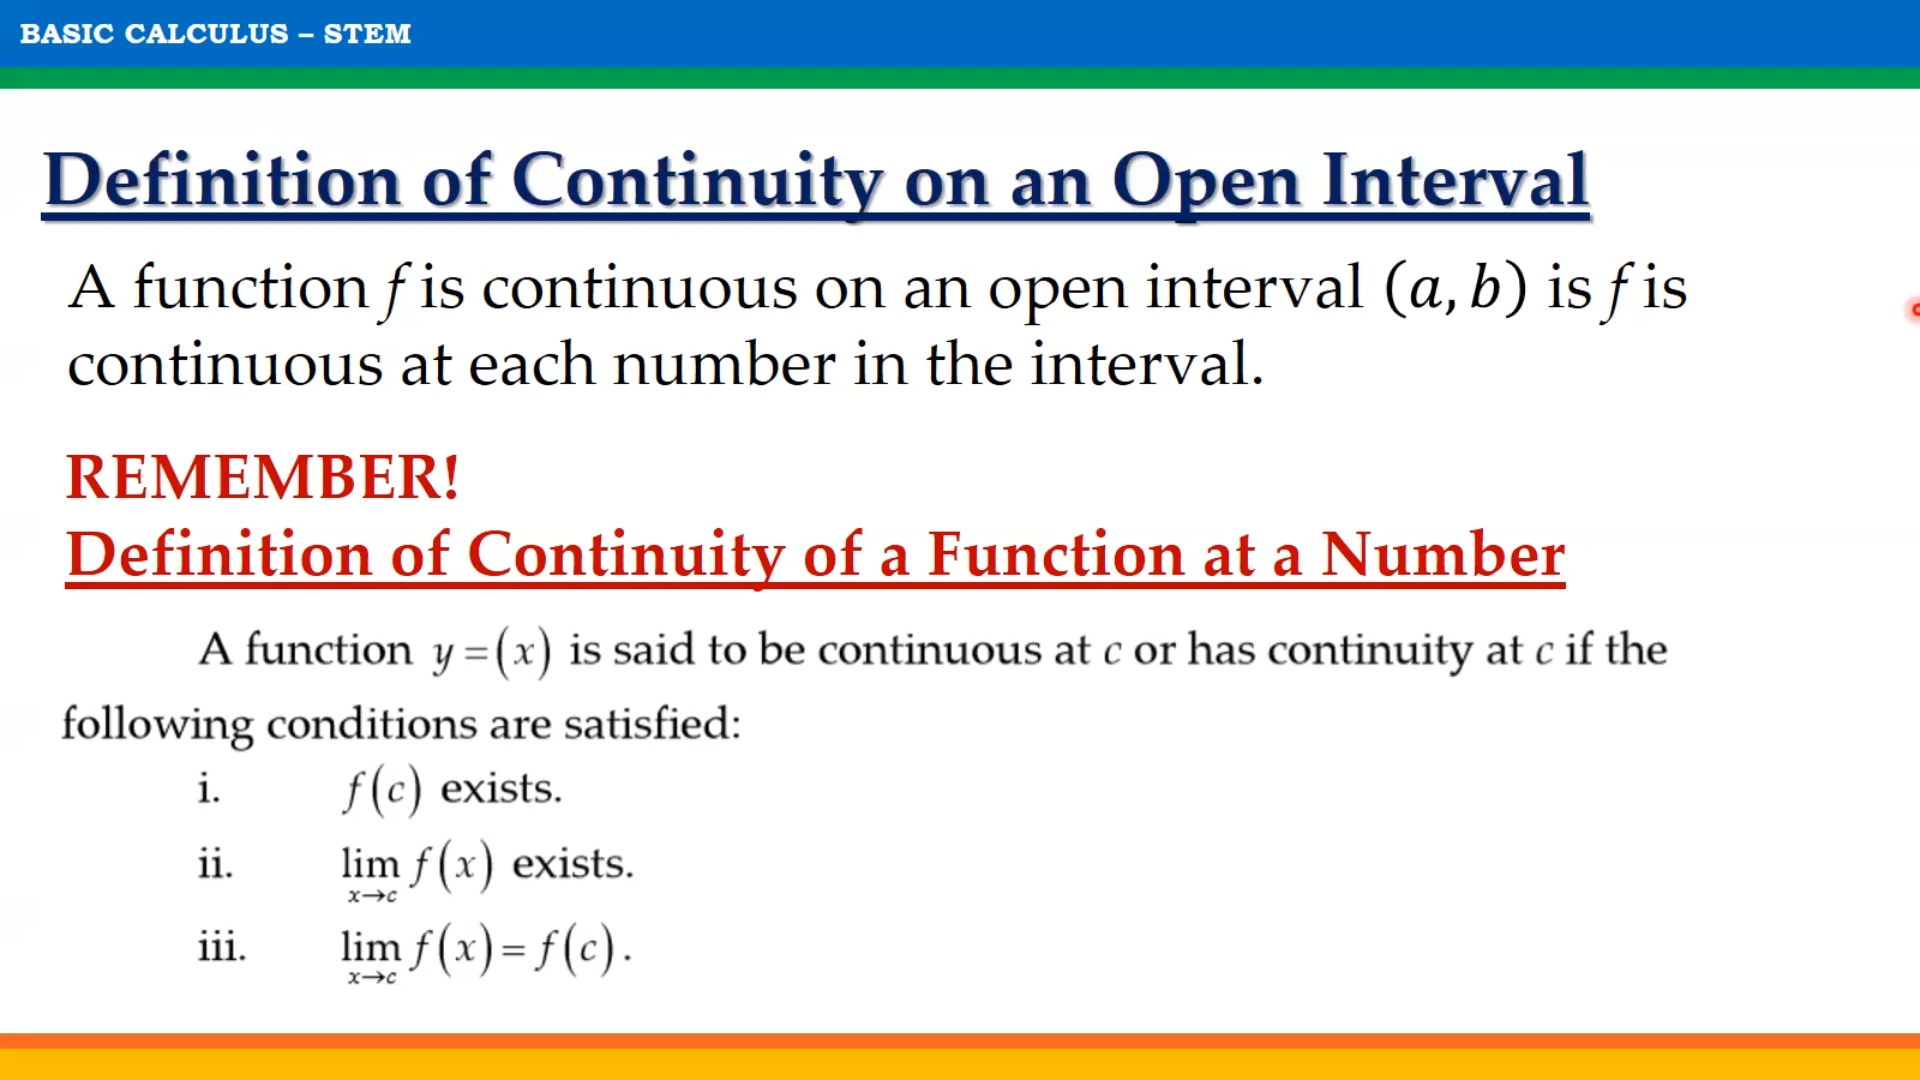 BASIC CALCULUS – STEM
Definition of Continuity on an Open Interval
A function f is continuous on an open interval (a, b) is f is
continuous at each number in the interval.
REMEMBER!
Definition of Continuity of a Function at a Number
A function y = (x) is said to be continuous at c or has continuity at c if the
following conditions are satisfied:
i. f(c) exists.
ii. lim x→c f(x) exists.
iii. lim x→c f(x) = f(c).